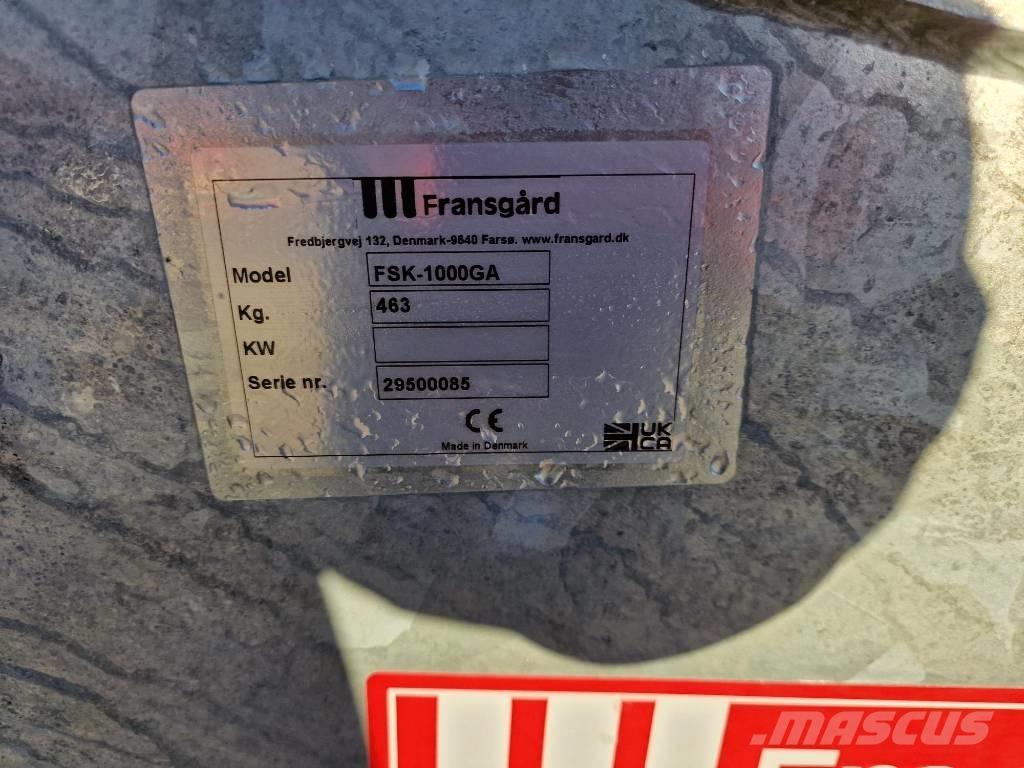 Fransgård
Fredbjergvej 132, Denmark-9640 Farsø. www.fransgard.dk
Model FSK-1000GA
Kg. 463
KW
Serie nr. 29500085
CE
Made in Denmark
UK
CA
MASCUS